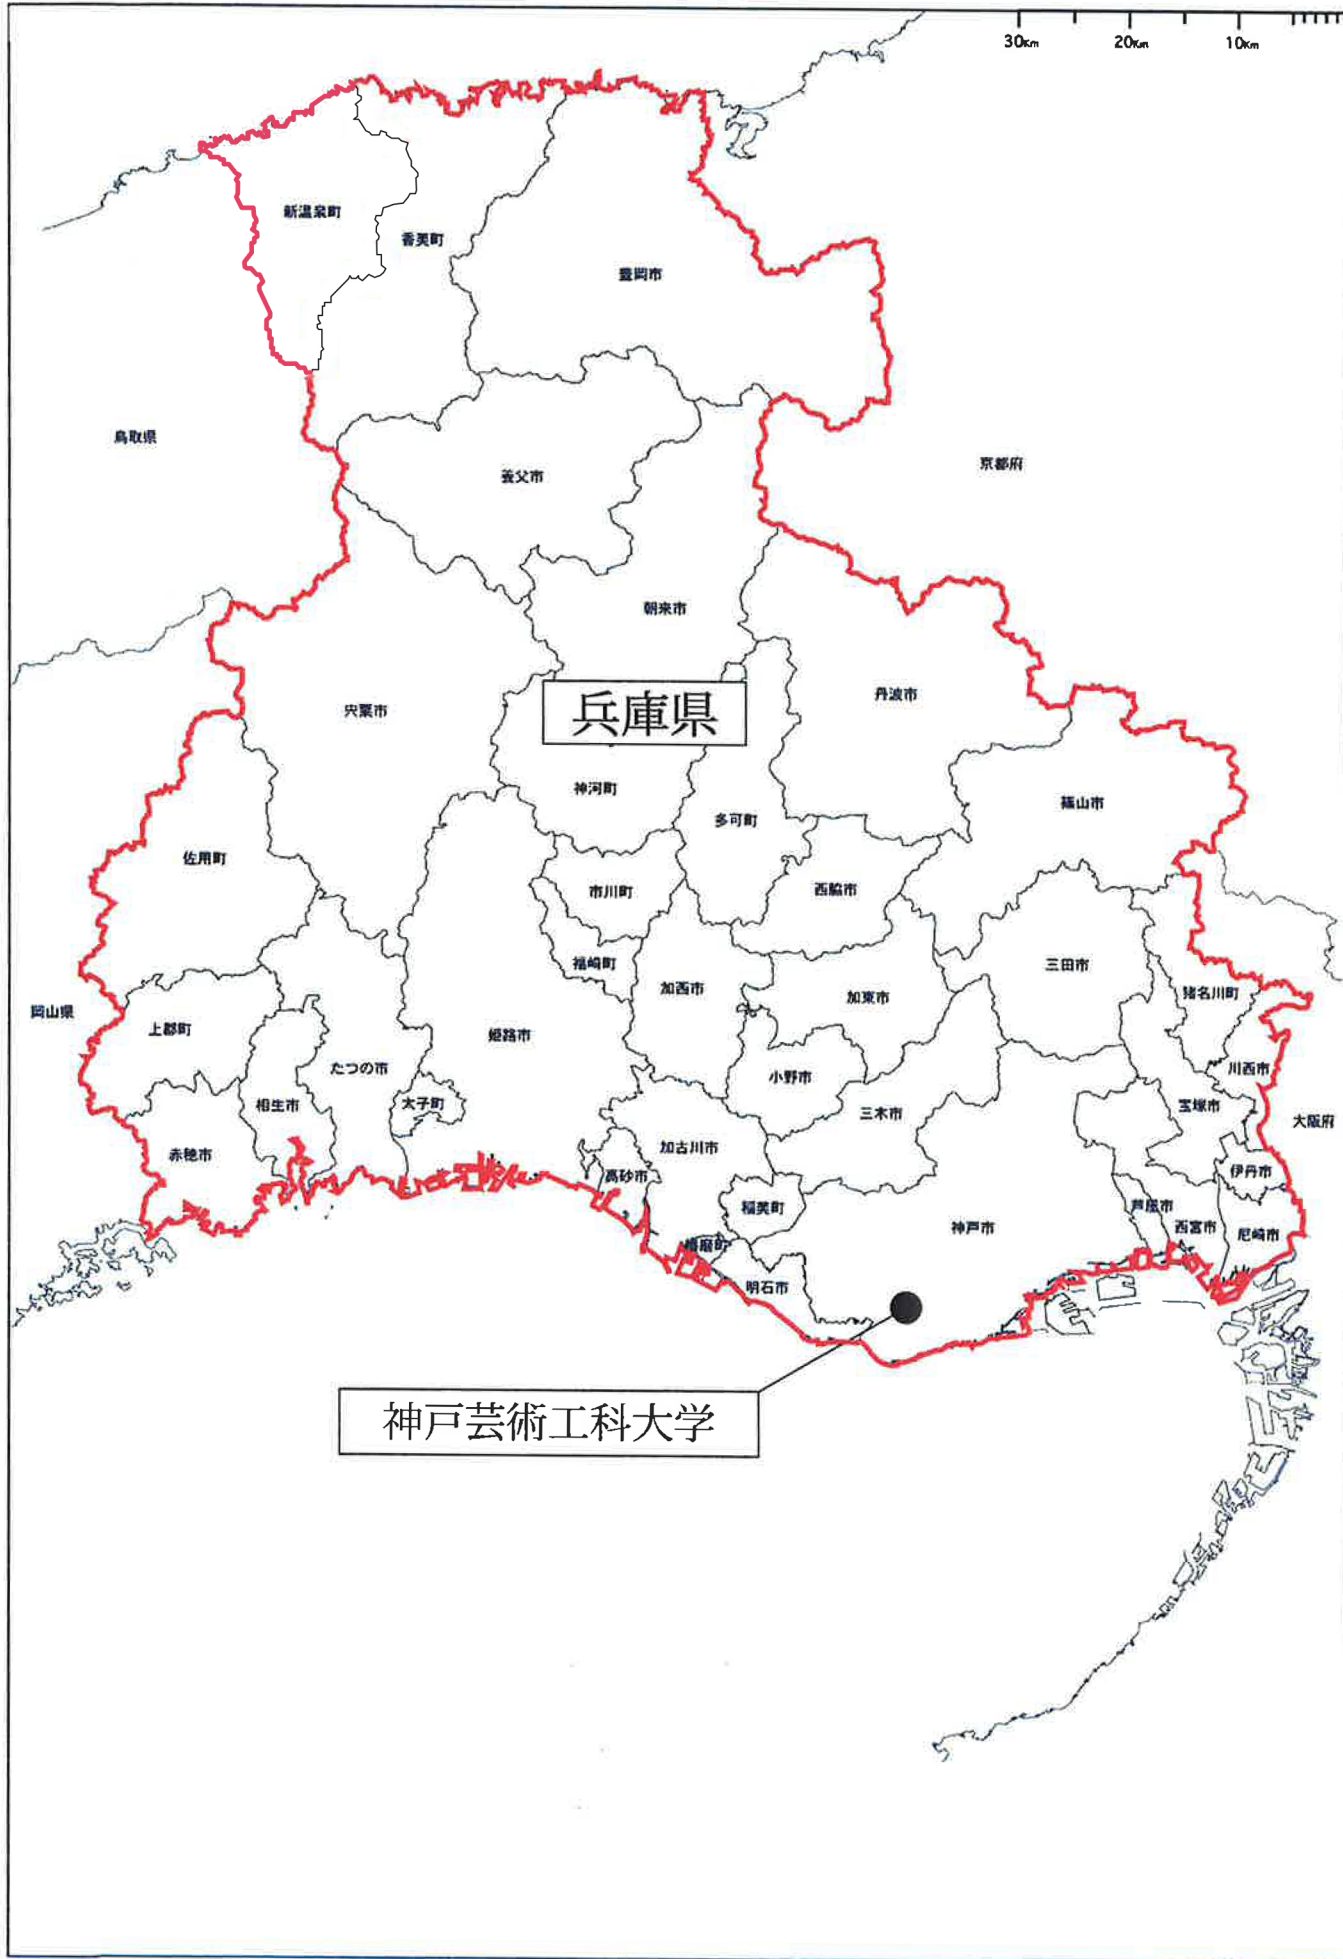 30Km
20Km
10Km
新温泉町
香美町
豊岡市
鳥取県
京都府
養父市
朝来市
丹波市
宍粟市
兵庫県
神河町
篠山市
多可町
佐用町
市川町
西脇市
福崎町
加西市
三田市
加東市
猪名川町
岡山県
上郡町
姫路市
たつの市
小野市
川西市
相生市
太子町
三木市
宝塚市
大阪府
赤穂市
加古川市
高砂市
伊丹市
稲美町
芦屋市
神戸市
西宮市
尼崎市
播磨町
明石市
神戸芸術工科大学